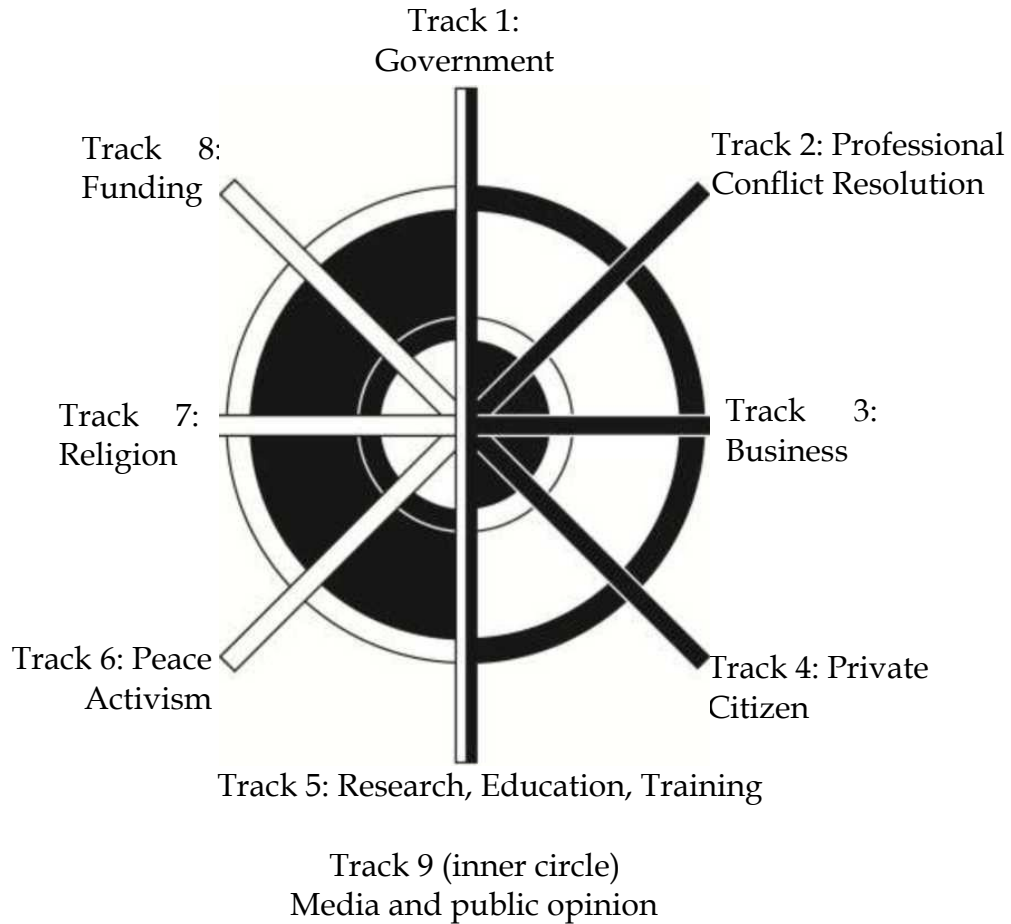 Track 1:
Government
Track 2: Professional
Conflict Resolution
Track 3:
Business
Track 4: Private
Citizen
Track 5: Research, Education, Training
Track 6: Peace
Activism
Track 7:
Religion
Track 8:
Funding
Track 9 (inner circle)
Media and public opinion